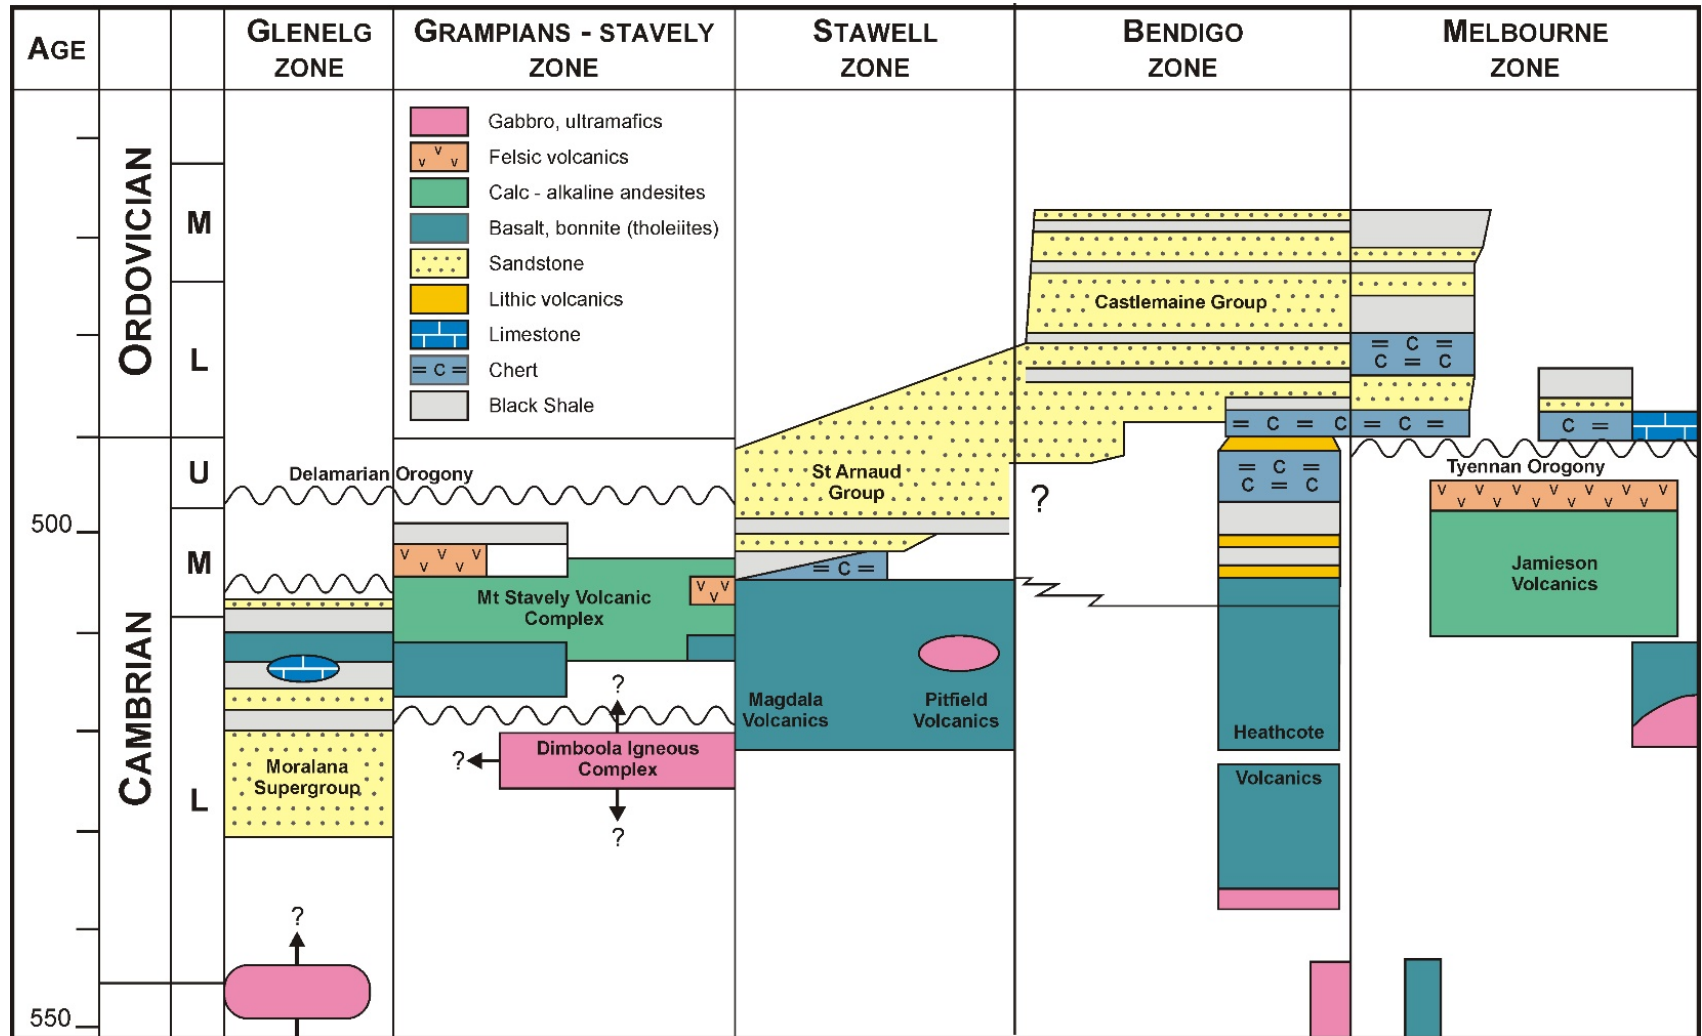 AGE
GLENELG
ZONE
GRAMPIANS - STAVELY
ZONE
STAWELL
ZONE
BENDIGO
ZONE
MELBOURNE
ZONE
ORDOVICIAN
M
L
CAMBRIAN
U
M
L
500
550
Gabbro, ultramafics
v v v
Felsic volcanics
Calc - alkaline andesites
Basalt, bonnite (tholeiites)
Sandstone
Lithic volcanics
Limestone
= C =
Chert
Black Shale
Delamarian Orogony
Moralana
Supergroup
?
v v v
v v
Mt Stavely Volcanic
Complex
v v
v
?
?
Dimboola Igneous
Complex
?
St Arnaud
Group
= C =
Magdala
Volcanics
Pitfield
Volcanics
Castlemaine Group
?
= C = C = C =
= C =
C = C
Heathcote
Volcanics
= C =
C = C
C =
Tyennan Orogony
V V V V V V V
V V V V V V
Jamieson
Volcanics